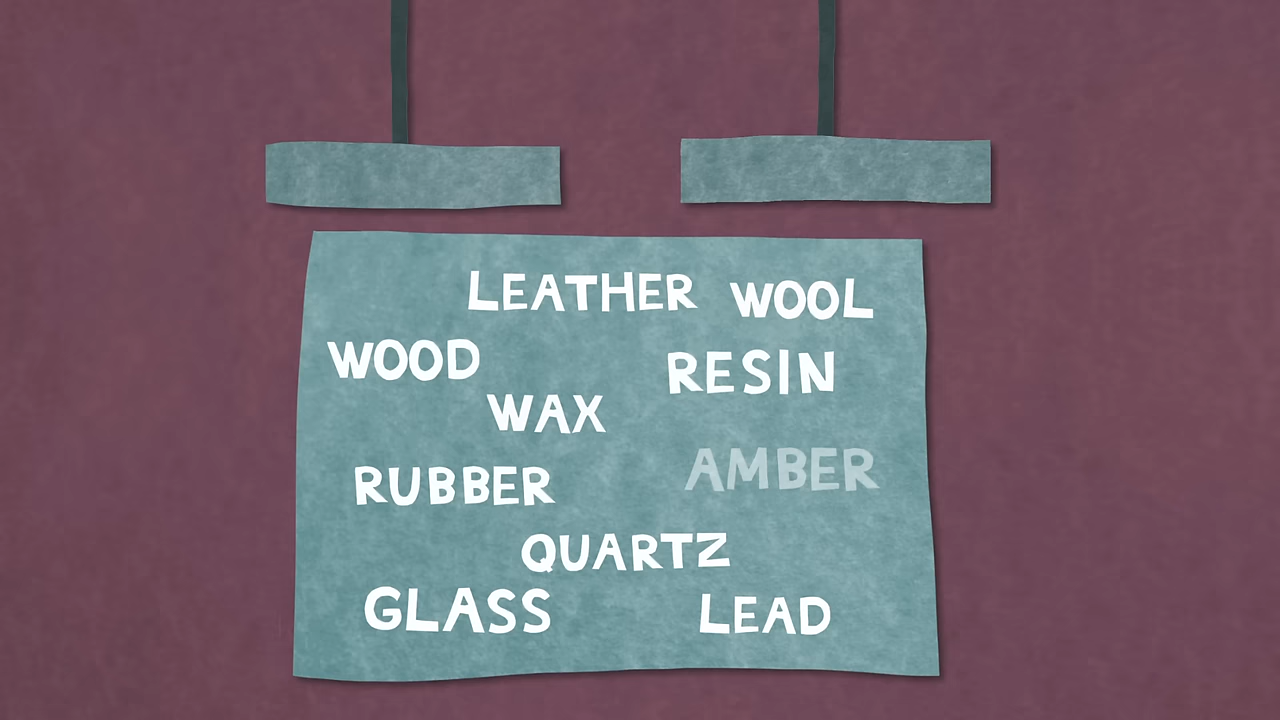 LEATHER WOOL
WOOD RESIN
WAX
RUBBER AMBER
QUARTZ
GLASS LEAD